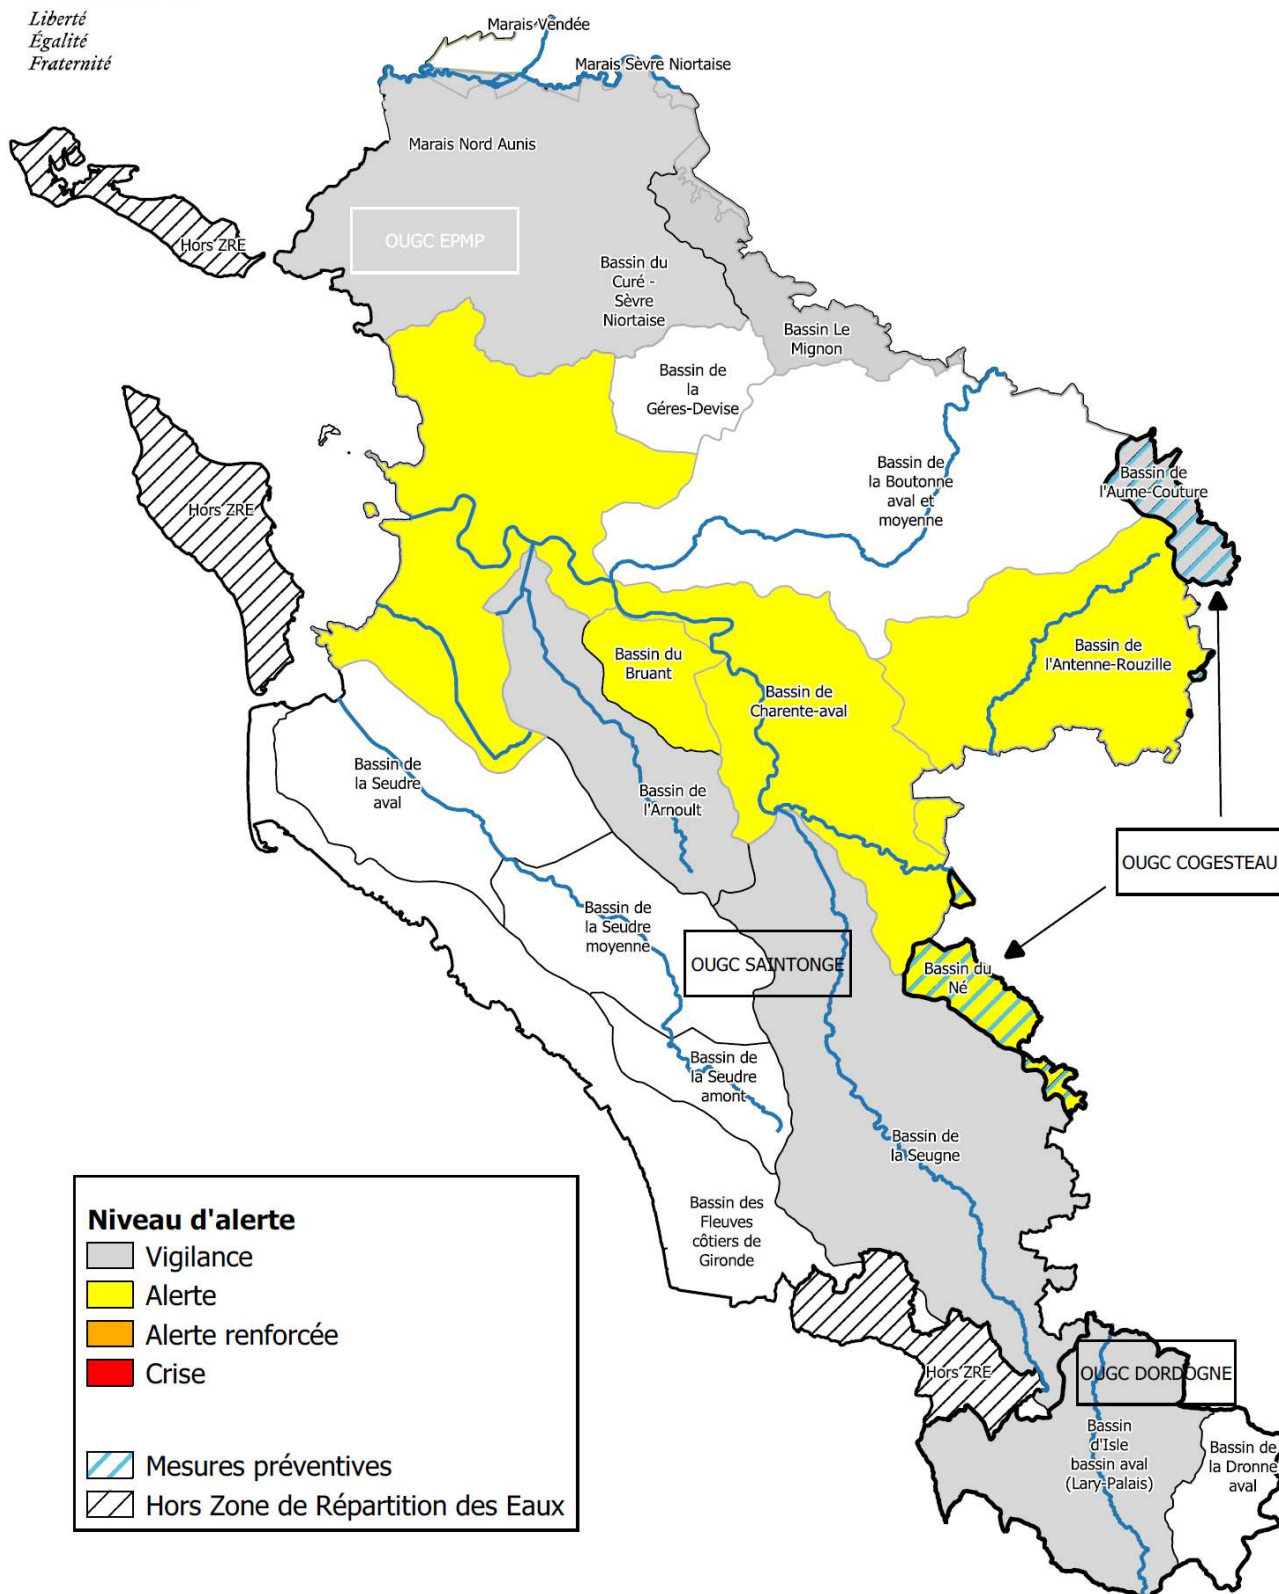 Liberté
Égalité
Fraternité
Marais Vendée
Marais Sèvre Niortaise
Marais Nord Aunis
Hors ZRE
OUGC EPMP
Bassin du
Curé -
Sèvre
Niortaise
Bassin Le
Mignon
Bassin de
la
Géres-Devise
Bassin de
la Boutonne
aval et
moyenne
Bassin de
l'Aume-Couture
Hors ZRE
Bassin du
Bruant
Bassin de
l'Antenne-Rouzille
Bassin de
Charente-aval
Bassin de
la Seudre
aval
Bassin de
l'Arnoult
OUGC COGESTEAU
Bassin de
la Seudre
moyenne
OUGC SAINTONGE
Bassin du
Né
Bassin de
la Seudre
amont
Bassin de
la Seugne
Bassin des
Fleuves
côtiers de
Gironde
Hors ZRE
OUGC DORDOGNE
Bassin
d'Isle
bassin aval
(Lary-Palais)
Bassin de
la Dronne
aval
Niveau d'alerte
Vigilance
Alerte
Alerte renforcée
Crise
Mesures préventives
Hors Zone de Répartition des Eaux